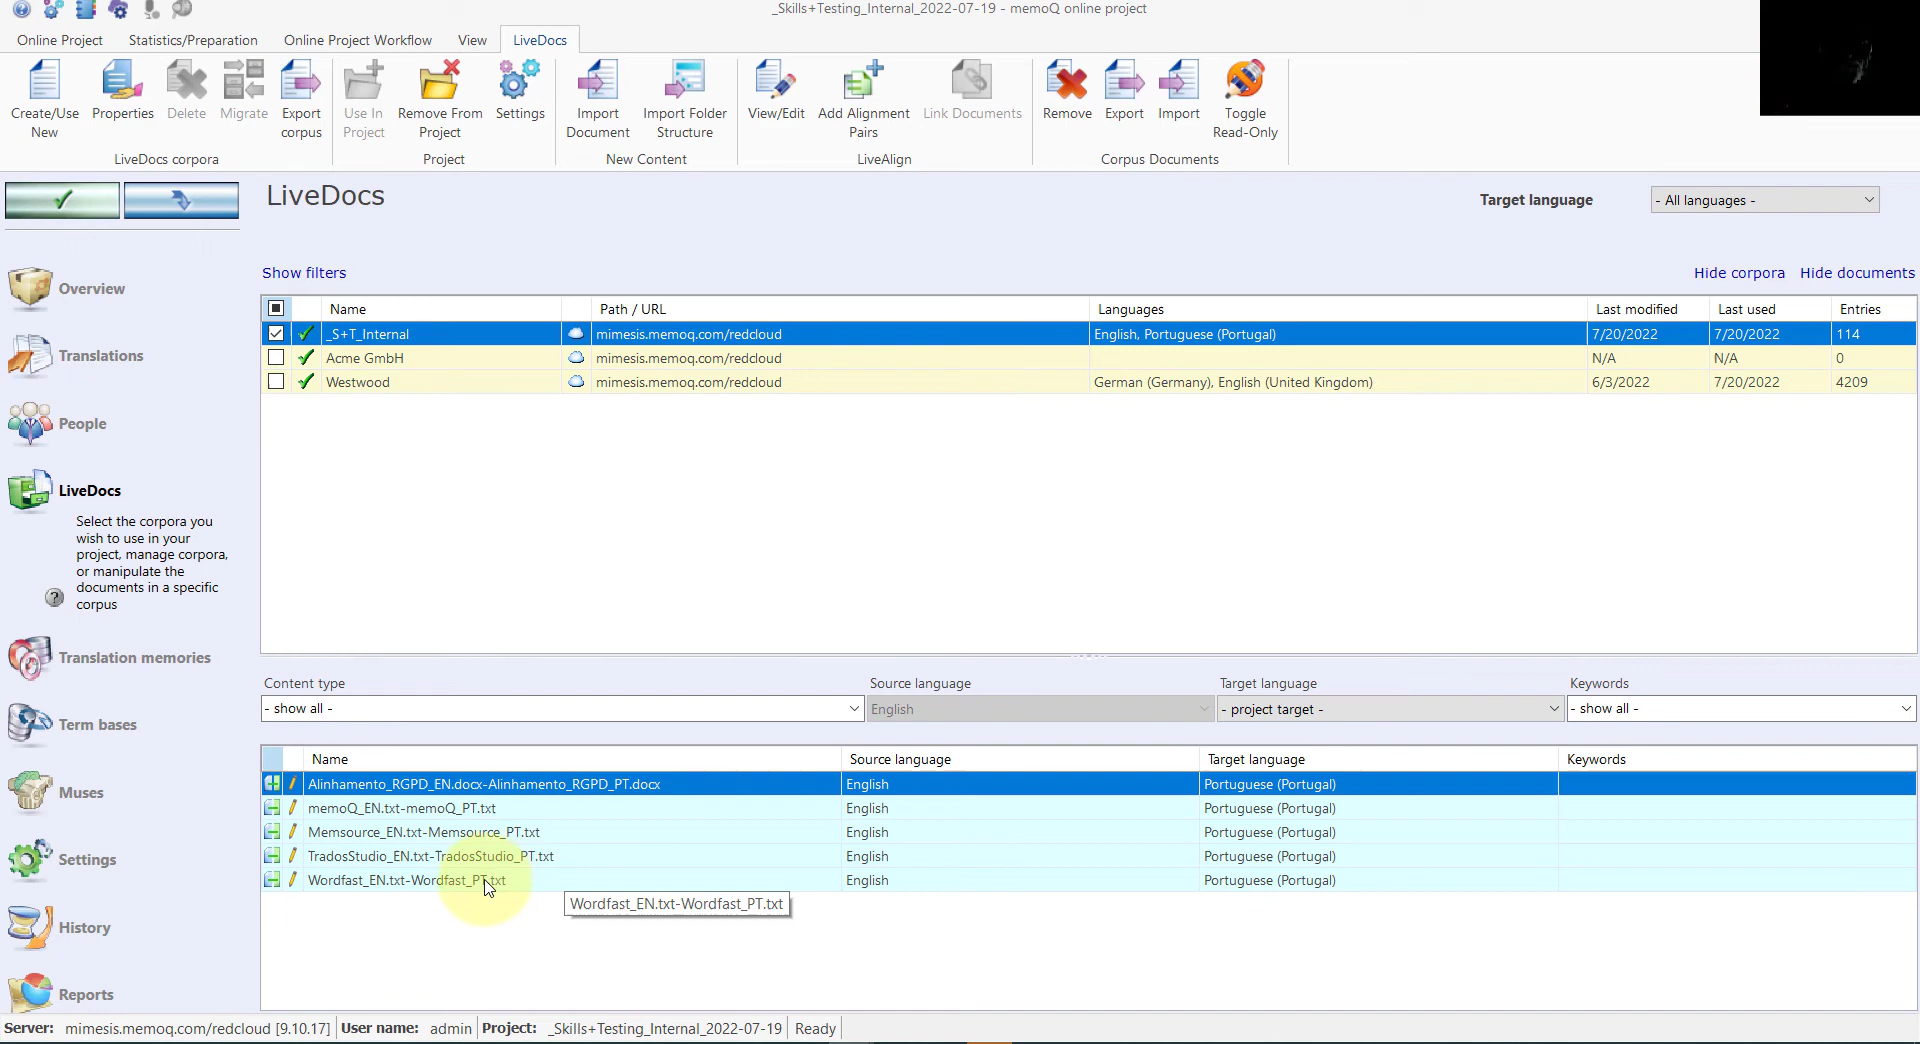 _Skills+Testing_Internal_2022-07-19 - memoQ online project
Online Project Statistics/Preparation Online Project Workflow View LiveDocs
Create/Use New
Properties
Delete
Migrate
Export corpus
Use In Project
Remove From Project
Settings
Import Document
Import Folder Structure
View/Edit
Add Alignment Pairs
Link Documents
Remove
Export
Import
Toggle Read-Only
LiveDocs corpora
Project
New Content
LiveAlign
Corpus Documents
LiveDocs
Target language
- All languages -
Show filters
Hide corpora Hide documents
Overview
Translations
People
LiveDocs
Select the corpora you
wish to use in your
project, manage corpora,
or manipulate the
documents in a specific
corpus
?
Translation memories
Term bases
Muses
Settings
History
Reports
Name Path / URL Languages Last modified Last used Entries
_S+T_Internal mimesis.memoq.com/redcloud English, Portuguese (Portugal) 7/20/2022 7/20/2022 114
Acme GmbH mimesis.memoq.com/redcloud N/A N/A 0
Westwood mimesis.memoq.com/redcloud German (Germany), English (United Kingdom) 6/3/2022 7/20/2022 4209
Content type Source language Target language Keywords
- show all - English - project target - - show all -
Name Source language Target language Keywords
Alinhamento_RGPD_EN.docx-Alinhamento_RGPD_PT.docx English Portuguese (Portugal)
memoQ_EN.txt-memoQ_PT.txt English Portuguese (Portugal)
Memsource_EN.txt-Memsource_PT.txt English Portuguese (Portugal)
TradosStudio_EN.txt-TradosStudio_PT.txt English Portuguese (Portugal)
Wordfast_EN.txt-Wordfast_PT.txt English Portuguese (Portugal)
Wordfast_EN.txt-Wordfast_PT.txt
Server: mimesis.memoq.com/redcloud [9.10.17] User name: admin Project: _Skills+Testing_Internal_2022-07-19 Ready